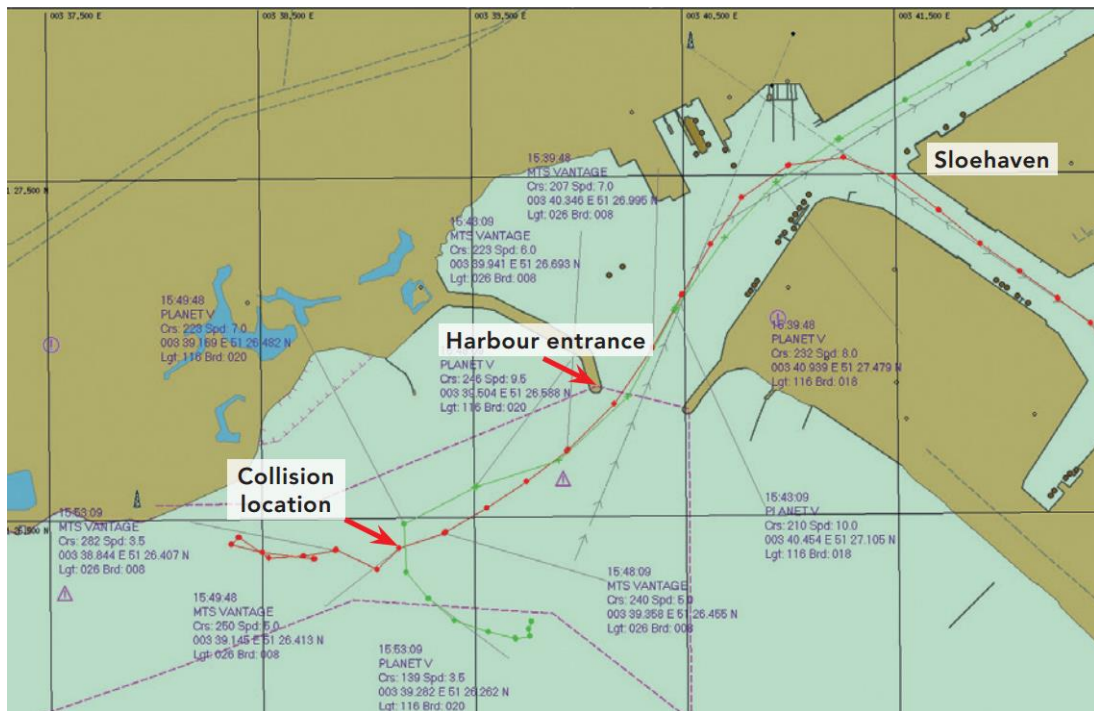 003 37,500 E
003 38,500 E
003 39,500 E
003 40,500 E
003 41,500 E
Sloehaven
15:39:48
MTS VANTAGE
Crs: 207 Spd: 7.0
003 40.346 E 51 26.995 N
Lgt: 026 Brd: 008
27,500 N
15:43:09
MTS VANTAGE
Crs: 223 Spd: 6.0
003 39.941 E 51 26.693 N
Lgt: 026 Brd: 008
15:49:48
PLANET V
Crs: 223 Spd: 7.0
003 39.169 E 51 26.482 N
Lgt: 116 Brd: 020
Harbour entrance
15:39:48
PLANET V
Crs: 232 Spd: 8.0
003 40.939 E 51 27.479 N
Lgt: 116 Brd: 018
PLANET V
Crs: 246 Spd: 9.5
003 39.504 E 51 26.588 N
Lgt: 116 Brd: 020
Collision
location
15:43:09
PLANET V
Crs: 210 Spd: 10.0
003 40.454 E 51 27.105 N
Lgt: 116 Brd: 018
15:53:09
MTS VANTAGE
Crs: 282 Spd: 3.5
003 38.844 E 51 26.407 N
Lgt: 026 Brd: 008
15:48:09
MTS VANTAGE
Crs: 240 Spd: 5.0
003 39.358 E 51 26.455 N
Lgt: 026 Brd: 008
15:49:48
MTS VANTAGE
Crs: 250 Spd: 5.0
003 39.145 E 51 26.413 N
Lgt: 026 Brd: 008
15:53:09
PLANET V
Crs: 139 Spd: 3.5
003 39.282 E 51 26.262 N
Lgt: 116 Brd: 020